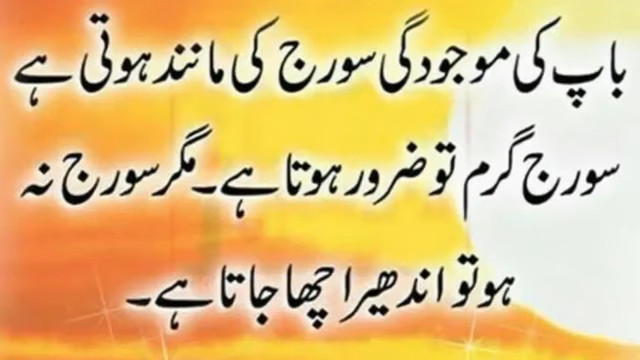 باپ کی موجودگی سورج کی مانند ہوتی ہے
سورج گرم تو ضرور ہوتا ہے۔ مگر سورج نہ
ہو تو اندھیرا چھا جاتا ہے۔